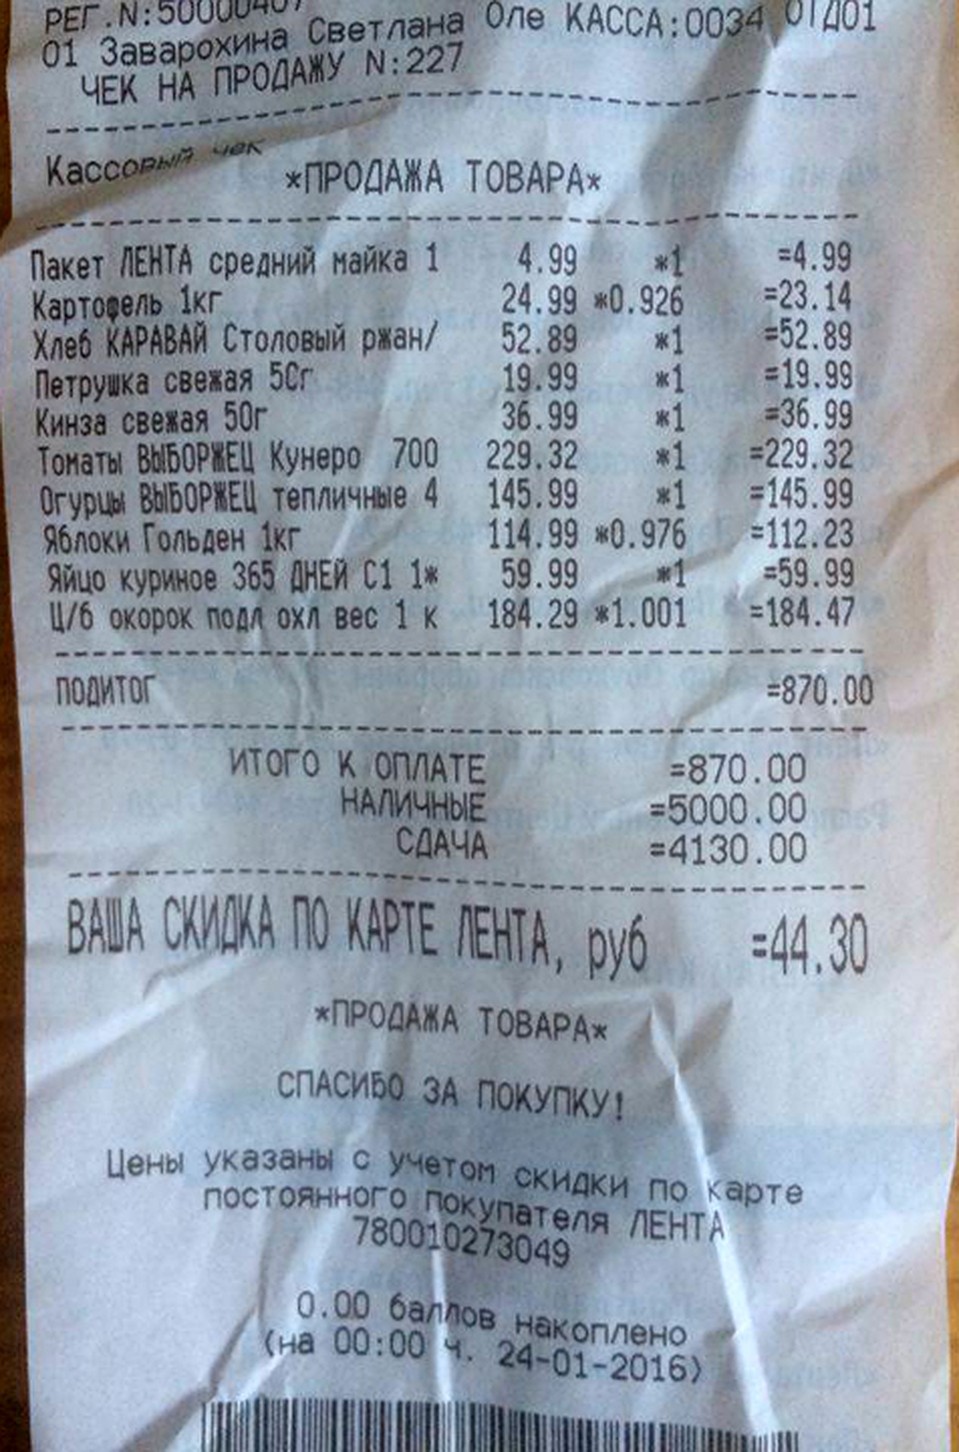 РЕГ.N:
01 Заварохина Светлана Оле КАССА:0034 ОТД01
ЧЕК НА ПРОДАЖУ N:227
Кассовый чек
*ПРОДАЖА ТОВАРА*
Пакет ЛЕНТА средний майка 1 4.99 *1 =4.99
Картофель 1кг 24.99 *0.926 =23.14
Хлеб КАРАВАЙ Столовый ржан/ 52.89 *1 =52.89
Петрушка свежая 50г 19.99 *1 =19.99
Кинза свежая 50г 36.99 *1 =36.99
Томаты ВЫБОРЖЕЦ Кунеро 700 229.32 *1 =229.32
Огурцы ВЫБОРЖЕЦ тепличные 4 145.99 *1 =145.99
Яблоки Гольден 1кг 114.99 *0.976 =112.23
Яйцо куриное 365 ДНЕЙ С1 1* 59.99 *1 =59.99
Ц/б окорок подл охл вес 1 к 184.29 *1.001 =184.47
ПОДИТОГ =870.00
ИТОГО К ОПЛАТЕ =870.00
НАЛИЧНЫЕ =5000.00
СДАЧА =4130.00
ВАША СКИДКА ПО КАРТЕ ЛЕНТА, руб =44.30
*ПРОДАЖА ТОВАРА*
СПАСИБО ЗА ПОКУПКУ!
Цены указаны с учетом скидки по карте
постоянного покупателя ЛЕНТА
780010273049
0.00 баллов накоплено
(на 00:00 ч. 24-01-2016)